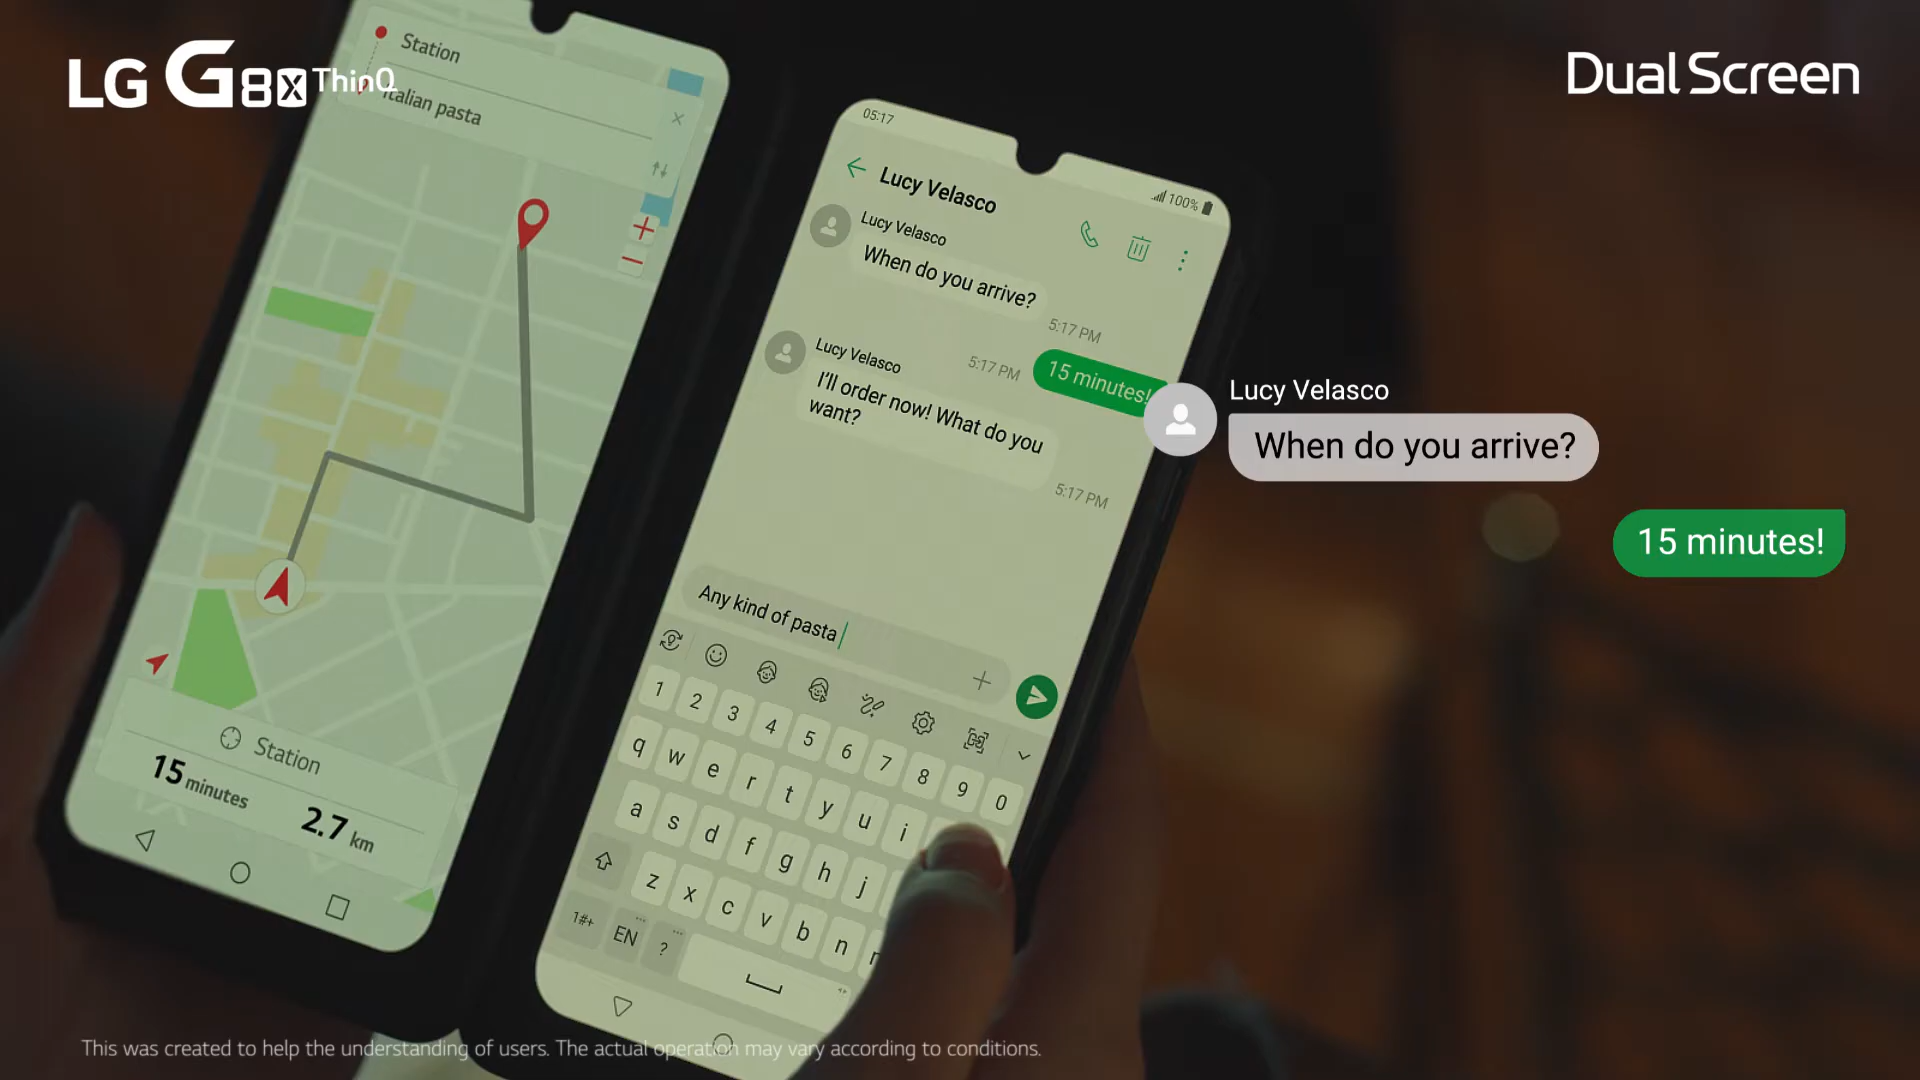 LG G8X ThinQ
Dual Screen
Station
Italian pasta
Station
15 minutes
2.7 km
05:17
100%
Lucy Velasco
Lucy Velasco
When do you arrive?
5:17 PM
5:17 PM
15 minutes!
Lucy Velasco
I'll order now! What do you
want?
5:17 PM
Any kind of pasta
1 2 3 4 5 6 7 8 9 0
q w e r t y u i
a s d f g h j
z x c v b n
1#+ EN ?
Lucy Velasco
When do you arrive?
15 minutes!
This was created to help the understanding of users. The actual operation may vary according to conditions.